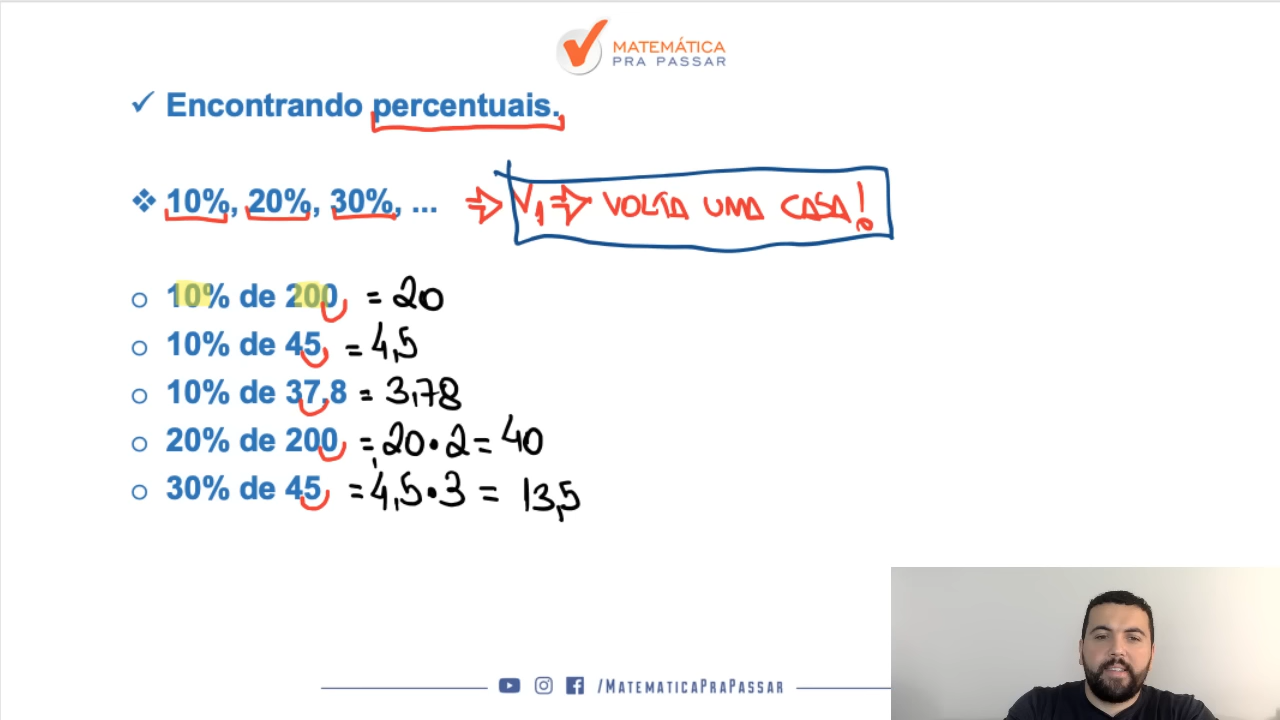 MATEMÁTICA
PRA PASSAR
✓ Encontrando percentuais.
❖ 10%, 20%, 30%, ... ⇒ V₁ ⇒ VOLTA UMA CASA!
o 10% de 200 = 20
o 10% de 45 = 4,5
o 10% de 37,8 = 3,78
o 20% de 200 = 20 • 2 = 40
o 30% de 45 = 4,5 • 3 = 13,5
/MATEMATICAPRAPASSAR